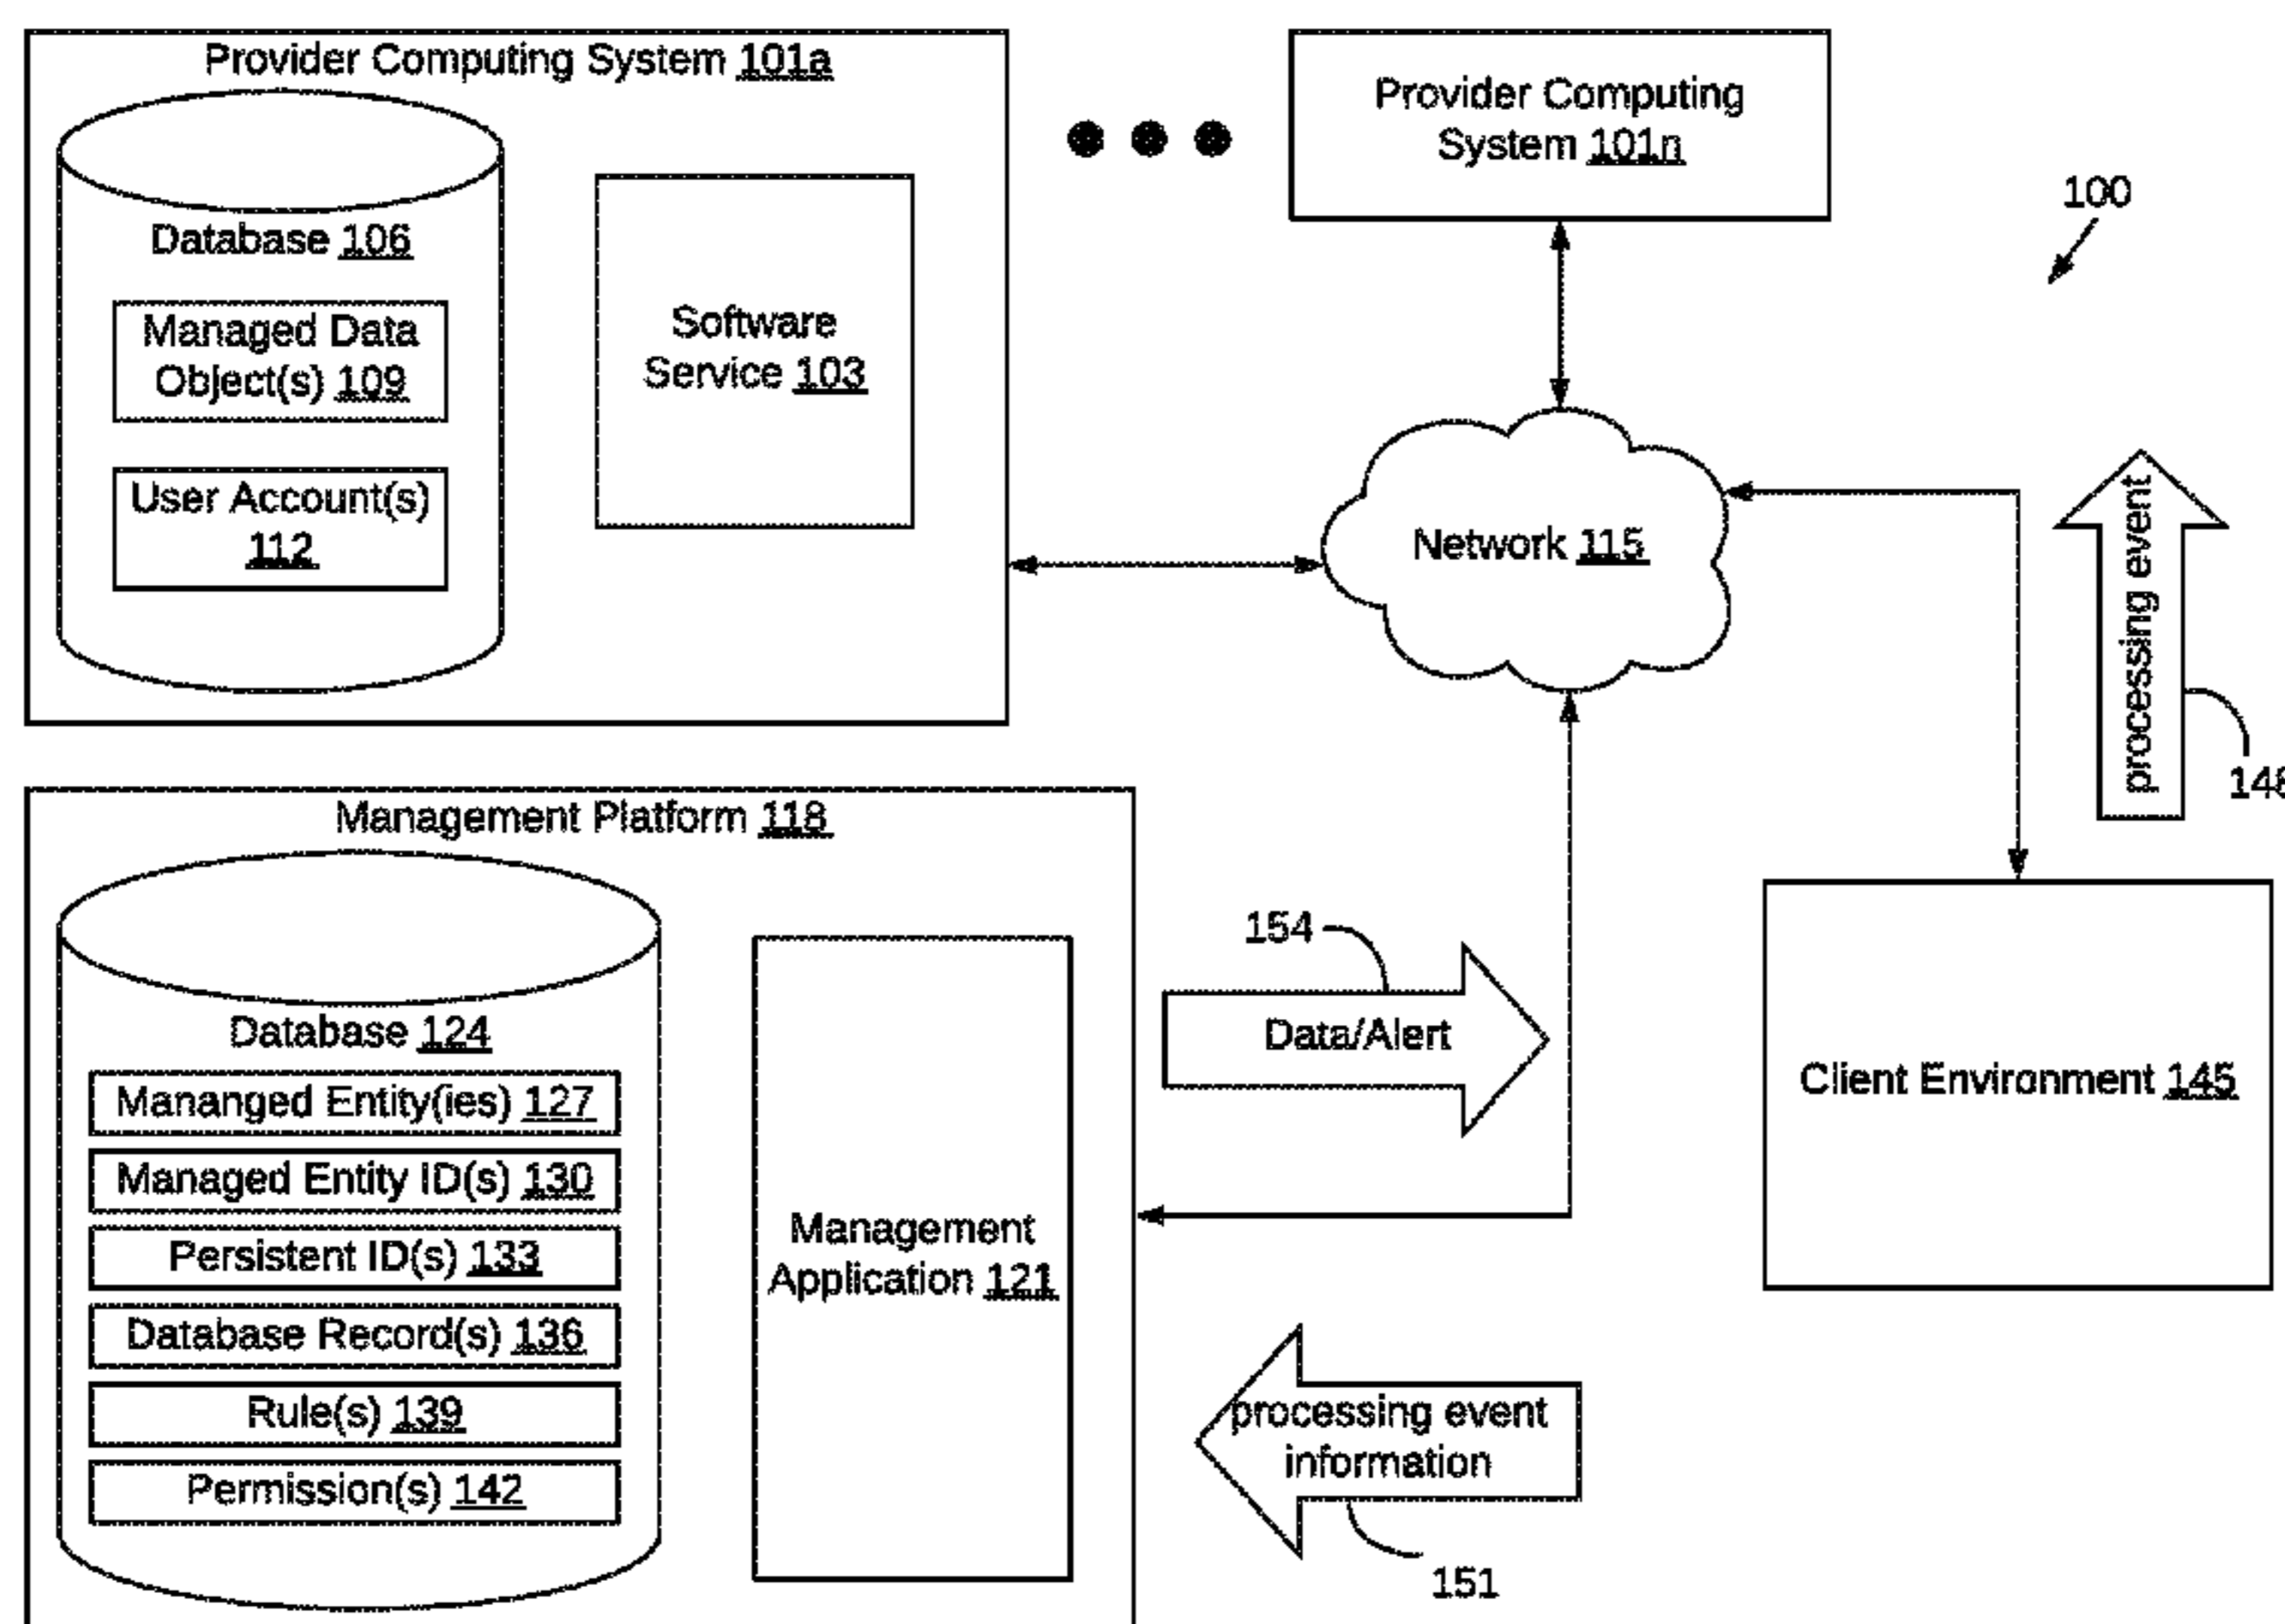 Provider Computing System 101a
Database 106
Managed Data
Object(s) 109
User Account(s)
112
Software
Service 103
Provider Computing
System 101n
100
Network 115
processing event
Management Platform 118
Database 124
Mananged Entity(ies) 127
Managed Entity ID(s) 130
Persistent ID(s) 133
Database Record(s) 136
Rule(s) 139
Permission(s) 142
Management
Application 121
154
Data/Alert
Client Environment 145
processing event
information
151